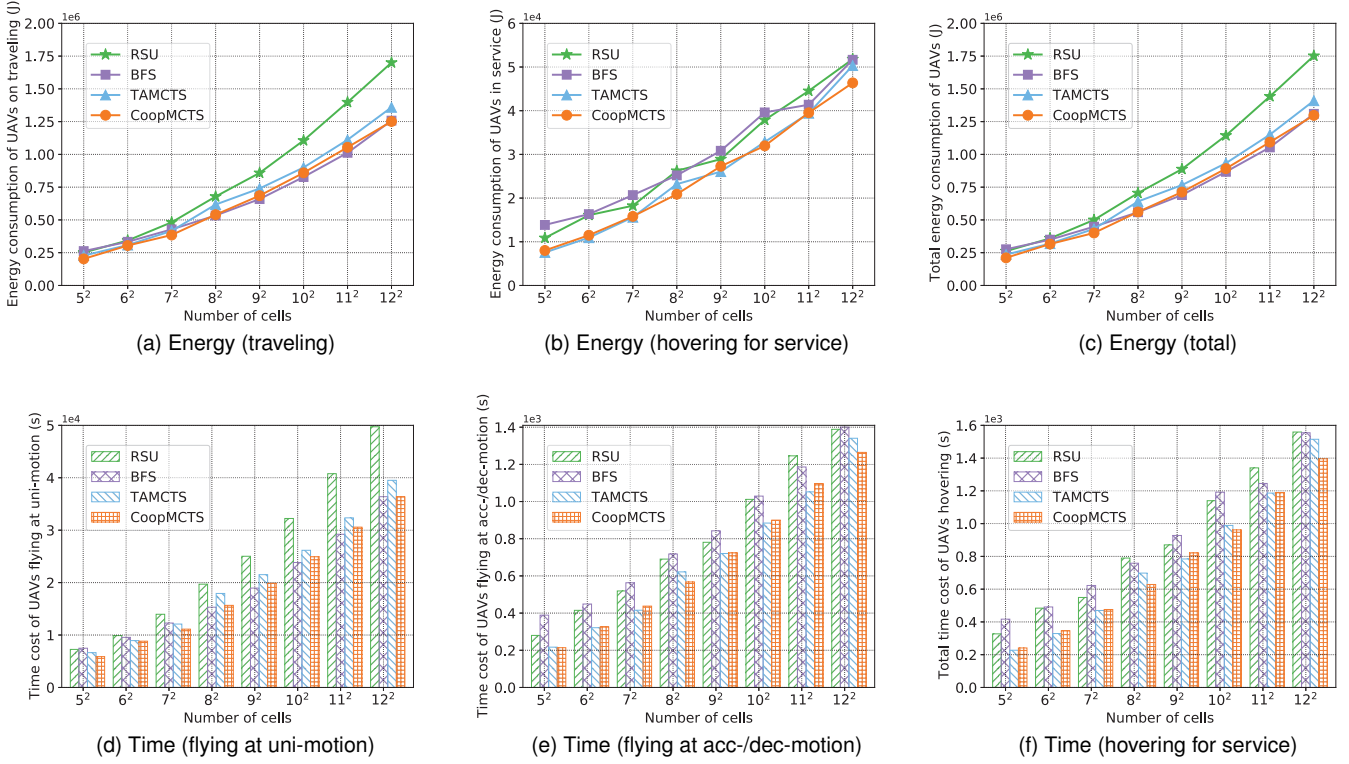 1e6
Energy consumption of UAVs on traveling (J)
2.00
1.75
1.50
1.25
1.00
0.75
0.50
0.25
0.00
RSU
BFS
TAMCTS
CoopMCTS
5² 6² 7² 8² 9² 10² 11² 12²
Number of cells
(a) Energy (traveling)
1e4
Energy consumption of UAVs in service (J)
6
5
4
3
2
1
0
RSU
BFS
TAMCTS
CoopMCTS
5² 6² 7² 8² 9² 10² 11² 12²
Number of cells
(b) Energy (hovering for service)
1e6
Total energy consumption of UAVs (J)
2.00
1.75
1.50
1.25
1.00
0.75
0.50
0.25
0.00
RSU
BFS
TAMCTS
CoopMCTS
5² 6² 7² 8² 9² 10² 11² 12²
Number of cells
(c) Energy (total)
1e4
Time cost of UAVs flying at uni-motion (s)
5
4
3
2
1
0
RSU
BFS
TAMCTS
CoopMCTS
5² 6² 7² 8² 9² 10² 11² 12²
Number of cells
(d) Time (flying at uni-motion)
1e3
Time cost of UAVs flying at acc-/dec-motion (s)
1.4
1.2
1.0
0.8
0.6
0.4
0.2
0.0
RSU
BFS
TAMCTS
CoopMCTS
5² 6² 7² 8² 9² 10² 11² 12²
Number of cells
(e) Time (flying at acc-/dec-motion)
1e3
Total time cost of UAVs hovering (s)
1.6
1.4
1.2
1.0
0.8
0.6
0.4
0.2
0.0
RSU
BFS
TAMCTS
CoopMCTS
5² 6² 7² 8² 9² 10² 11² 12²
Number of cells
(f) Time (hovering for service)